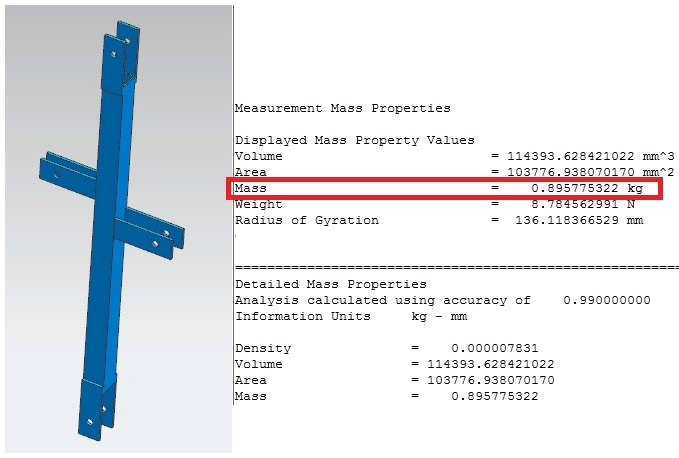 Measurement Mass Properties
Displayed Mass Property Values
Volume = 114393.628421022 mm^3
Area = 103776.938070170 mm^2
Mass = 0.895775322 kg
Weight = 8.784562991 N
Radius of Gyration = 136.118366529 mm
============================================================
Detailed Mass Properties
Analysis calculated using accuracy of 0.990000000
Information Units kg - mm
Density = 0.000007831
Volume = 114393.628421022
Area = 103776.938070170
Mass = 0.895775322